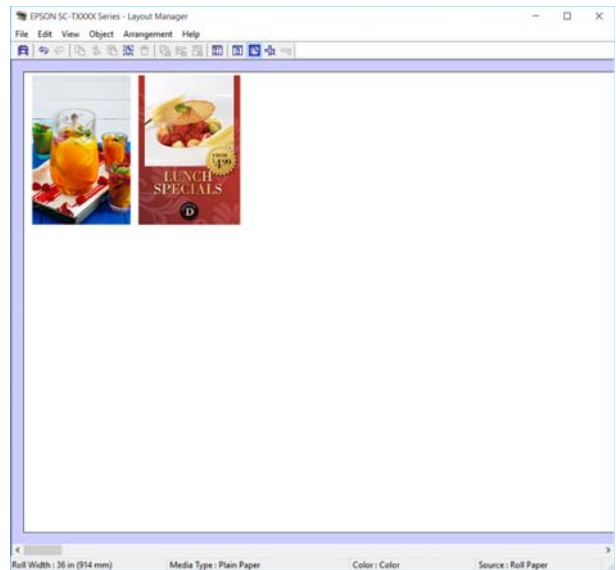 EPSON SC-TXXXX Series - Layout Manager
File Edit View Object Arrangement Help
FROM
$4.99
LUNCH
SPECIALS
D
Roll Width : 36 in (914 mm) Media Type : Plain Paper Color : Color Source : Roll Paper